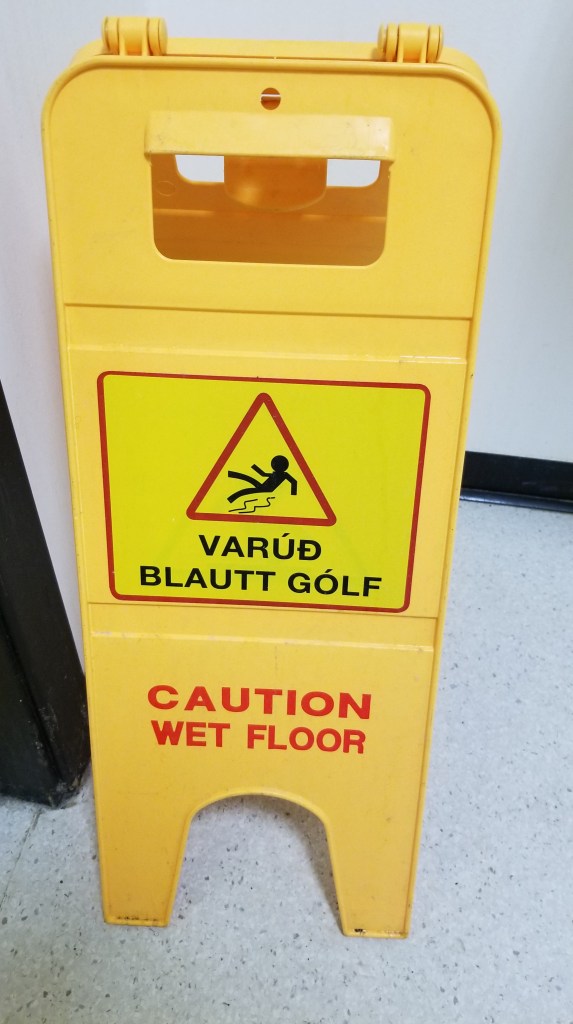 VARÚÐ
BLAUTT GÓLF
CAUTION
WET FLOOR